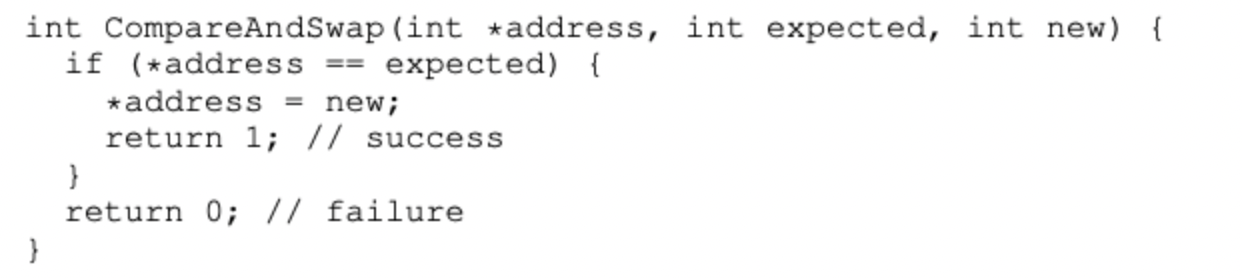 int CompareAndSwap(int *address, int expected, int new) {
  if (*address == expected) {
    *address = new;
    return 1; // success
  }
  return 0; // failure
}